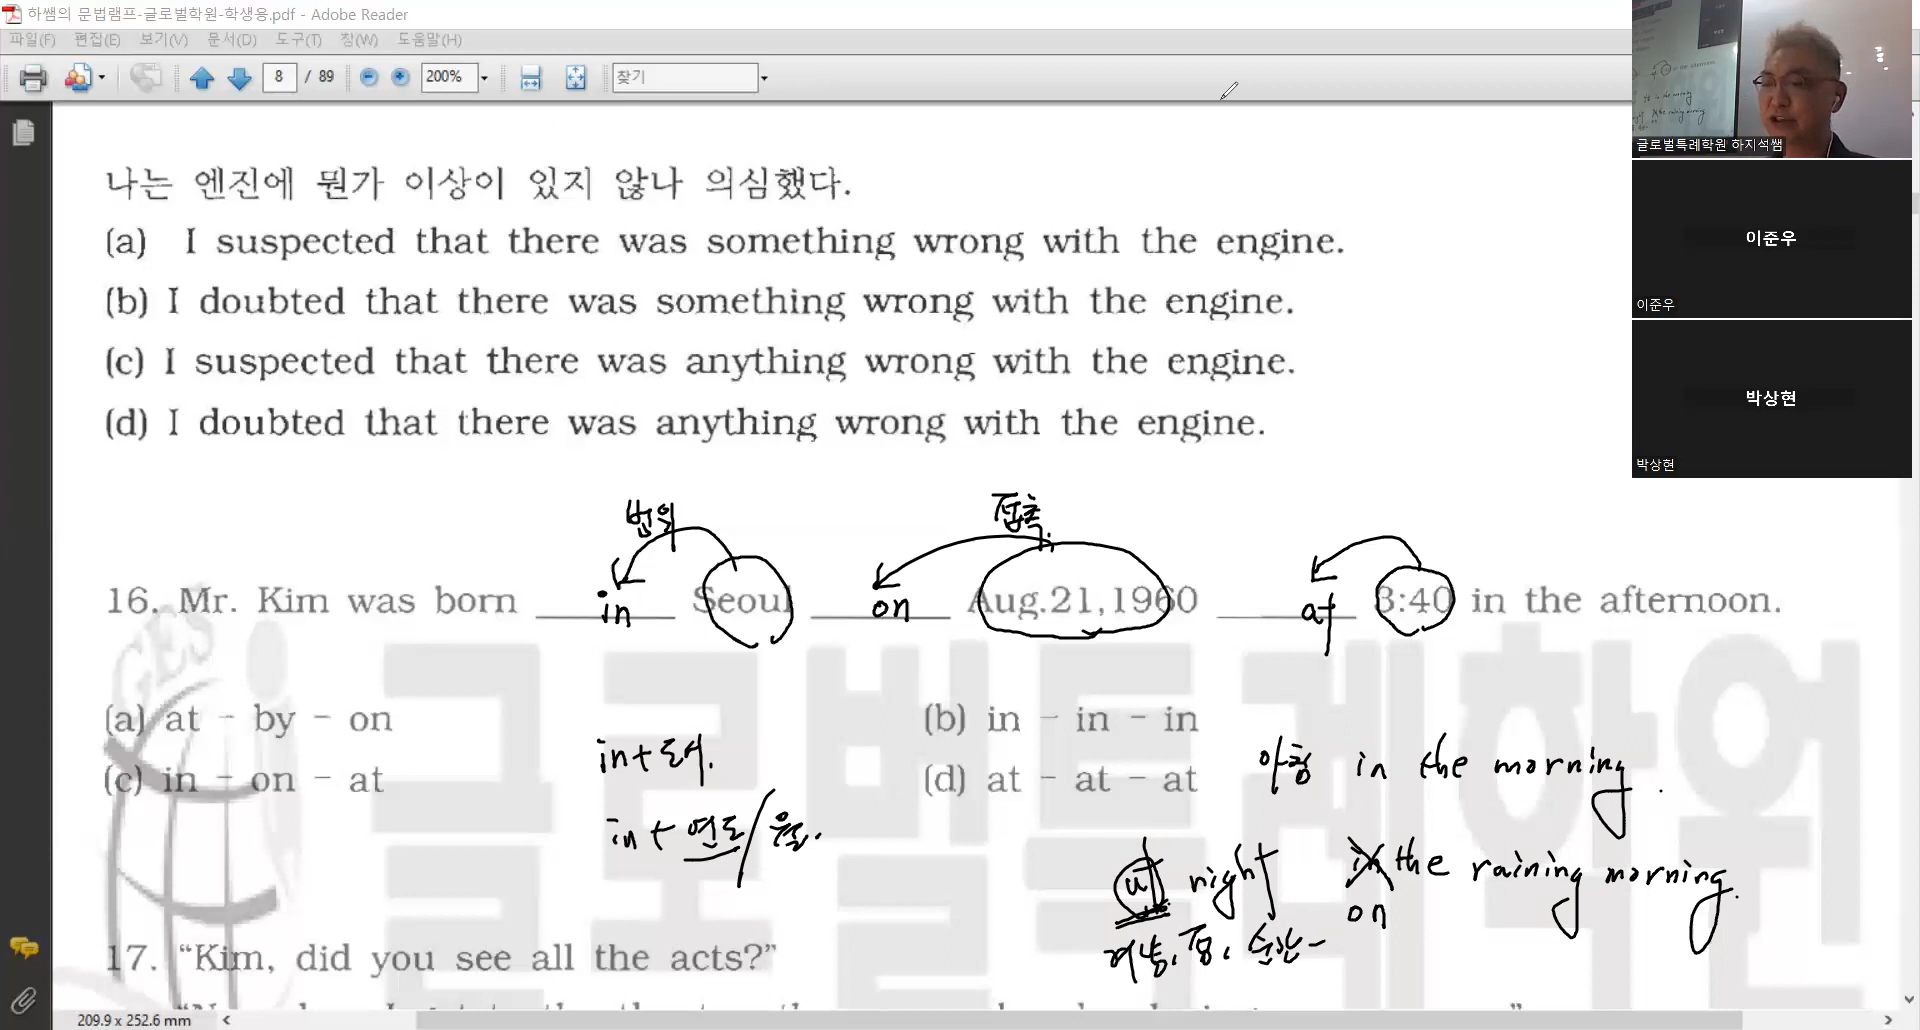 하쌤의 문법램프-글로벌학원-학생용.pdf - Adobe Reader
파일(F) 편집(E) 보기(V) 문서(D) 도구(T) 창(W) 도움말(H)
8 / 89 200% 찾기
글로벌특례학원 하지석쌤
이준우
이준우
박상현
박상현
나는 엔진에 뭔가 이상이 있지 않나 의심했다.
(a) I suspected that there was something wrong with the engine.
(b) I doubted that there was something wrong with the engine.
(c) I suspected that there was anything wrong with the engine.
(d) I doubted that there was anything wrong with the engine.
범위 접촉
16. Mr. Kim was born in Seoul on Aug.21,1960 at 3:40 in the afternoon.
(a) at - by - on (b) in - in - in
(c) in - on - at (d) at - at - at
in + 도시.
in + 연도/월.
아침 in the morning.
at night in the raining morning.
on
17. “Kim, did you see all the acts?”
글로벌특례학원
209.9 x 252.6 mm